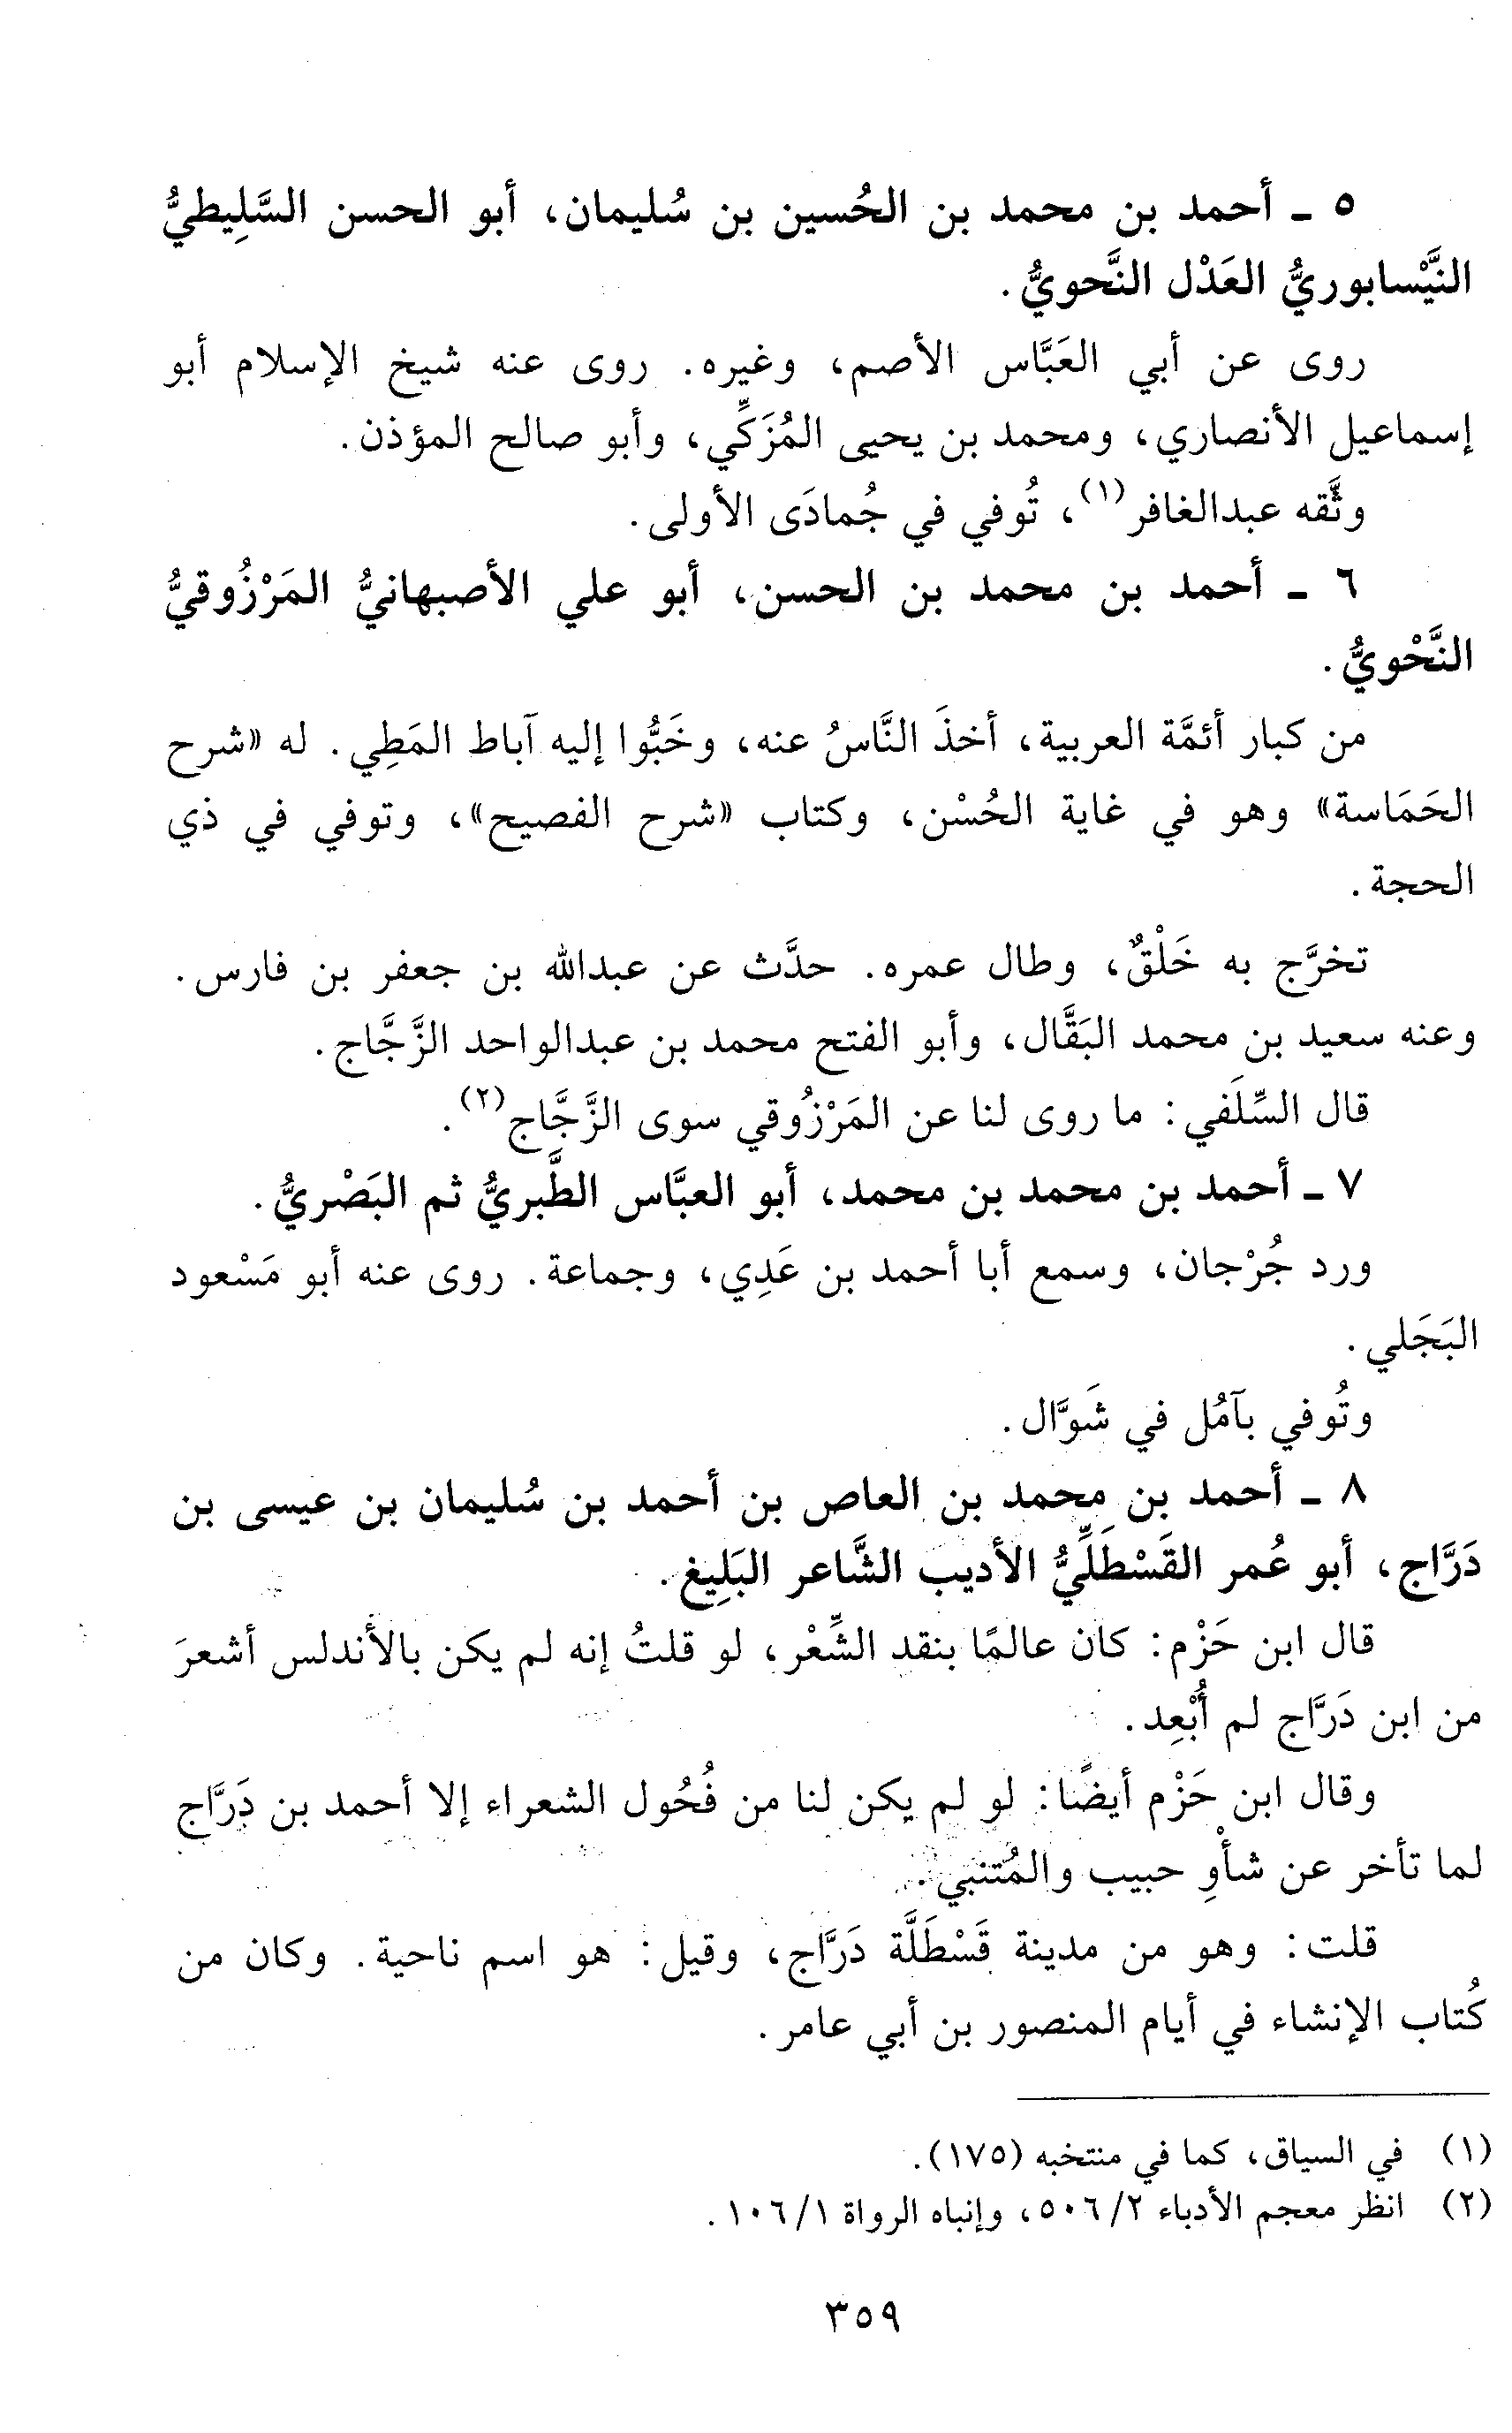 ٥ - أحمد بن محمد بن الحُسين بن سُليمان، أبو الحسن السَّلِيطيُّ
النَّيْسابوريُّ العَدْل النَّحويُّ.
روى عن أبي العَبَّاس الأصم، وغيره. روى عنه شيخ الإسلام أبو
إسماعيل الأنصاري، ومحمد بن يحيى المُزَكِّي، وأبو صالح المؤذن.
وثَّقه عبدالغافر(١)، تُوفي في جُمادَى الأولى.
٦ - أحمد بن محمد بن الحسن، أبو علي الأصبهانيُّ المَرْزُوقيُّ
النَّحْويُّ.
من كبار أئمَّة العربية، أخذَ النَّاسُ عنه، وخَبُّوا إليه آباط المَطِي. له «شرح
الحَمَاسة» وهو في غاية الحُسْن، وكتاب «شرح الفصيح»، وتوفي في ذي
الحجة.
تخرَّج به خَلْقٌ، وطال عمره. حدَّث عن عبدالله بن جعفر بن فارس.
وعنه سعيد بن محمد البَقَّال، وأبو الفتح محمد بن عبدالواحد الزَّجَّاج.
قال السِّلَفي: ما روى لنا عن المَرْزُوقي سوى الزَّجَّاج(٢).
٧ - أحمد بن محمد بن محمد، أبو العبَّاس الطَّبريُّ ثم البَصْريُّ.
ورد جُرْجان، وسمع أبا أحمد بن عَدِي، وجماعة. روى عنه أبو مَسْعود
البَجَلي.
وتُوفي بآمُل في شَوَّال.
٨ - أحمد بن محمد بن العاص بن أحمد بن سُليمان بن عيسى بن
دَرَّاج، أبو عُمر القَسْطَلِّيُّ الأديب الشَّاعر البَلِيغ.
قال ابن حَزْم: كان عالمًا بنقد الشِّعْر، لو قلتُ إنه لم يكن بالأندلس أشعرَ
من ابن دَرَّاج لم أُبْعِد.
وقال ابن حَزْم أيضًا: لو لم يكن لنا من فُحُول الشعراء إلا أحمد بن دَرَّاج
لما تأخر عن شأْوِ حبيب والمُتنبي.
قلت: وهو من مدينة قَسْطَلَّة دَرَّاج، وقيل: هو اسم ناحية. وكان من
كُتاب الإنشاء في أيام المنصور بن أبي عامر.
(١) في السياق، كما في منتخبه (١٧٥).
(٢) انظر معجم الأدباء ٢/ ٥٠٦، وإنباه الرواة ١/ ١٠٦.
٣٥٩